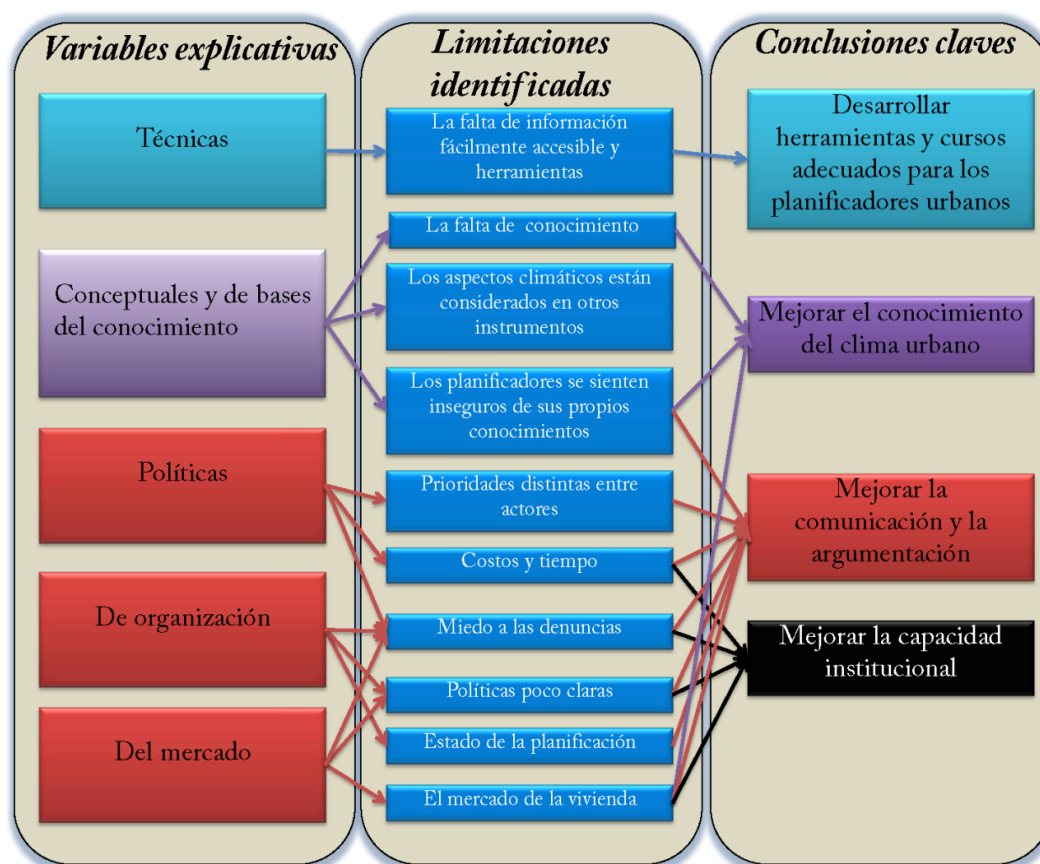 Variables explicativas
Técnicas
Conceptuales y de bases
del conocimiento
Políticas
De organización
Del mercado
Limitaciones
identificadas
La falta de información
fácilmente accesible y
herramientas
La falta de conocimiento
Los aspectos climáticos están
considerados en otros
instrumentos
Los planificadores se sienten
inseguros de sus propios
conocimientos
Prioridades distintas entre
actores
Costos y tiempo
Miedo a las denuncias
Políticas poco claras
Estado de la planificación
El mercado de la vivienda
Conclusiones claves
Desarrollar
herramientas y cursos
adecuados para los
planificadores urbanos
Mejorar el conocimiento
del clima urbano
Mejorar la
comunicación y la
argumentación
Mejorar la capacidad
institucional